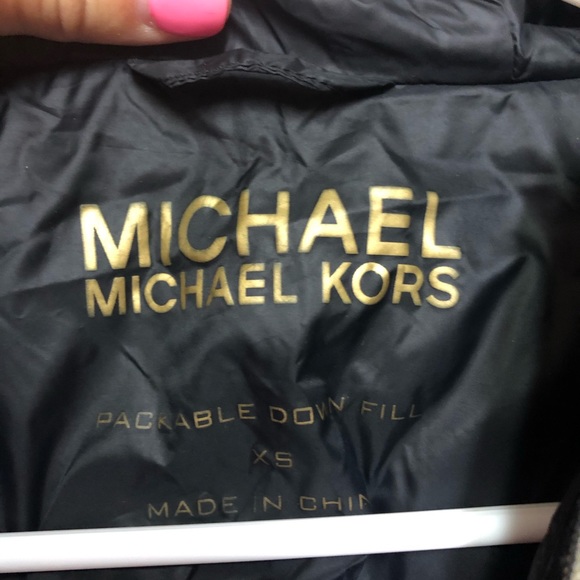 MICHAEL
MICHAEL KORS
PACKABLE DOWN FILL
XS
MADE IN CHIN